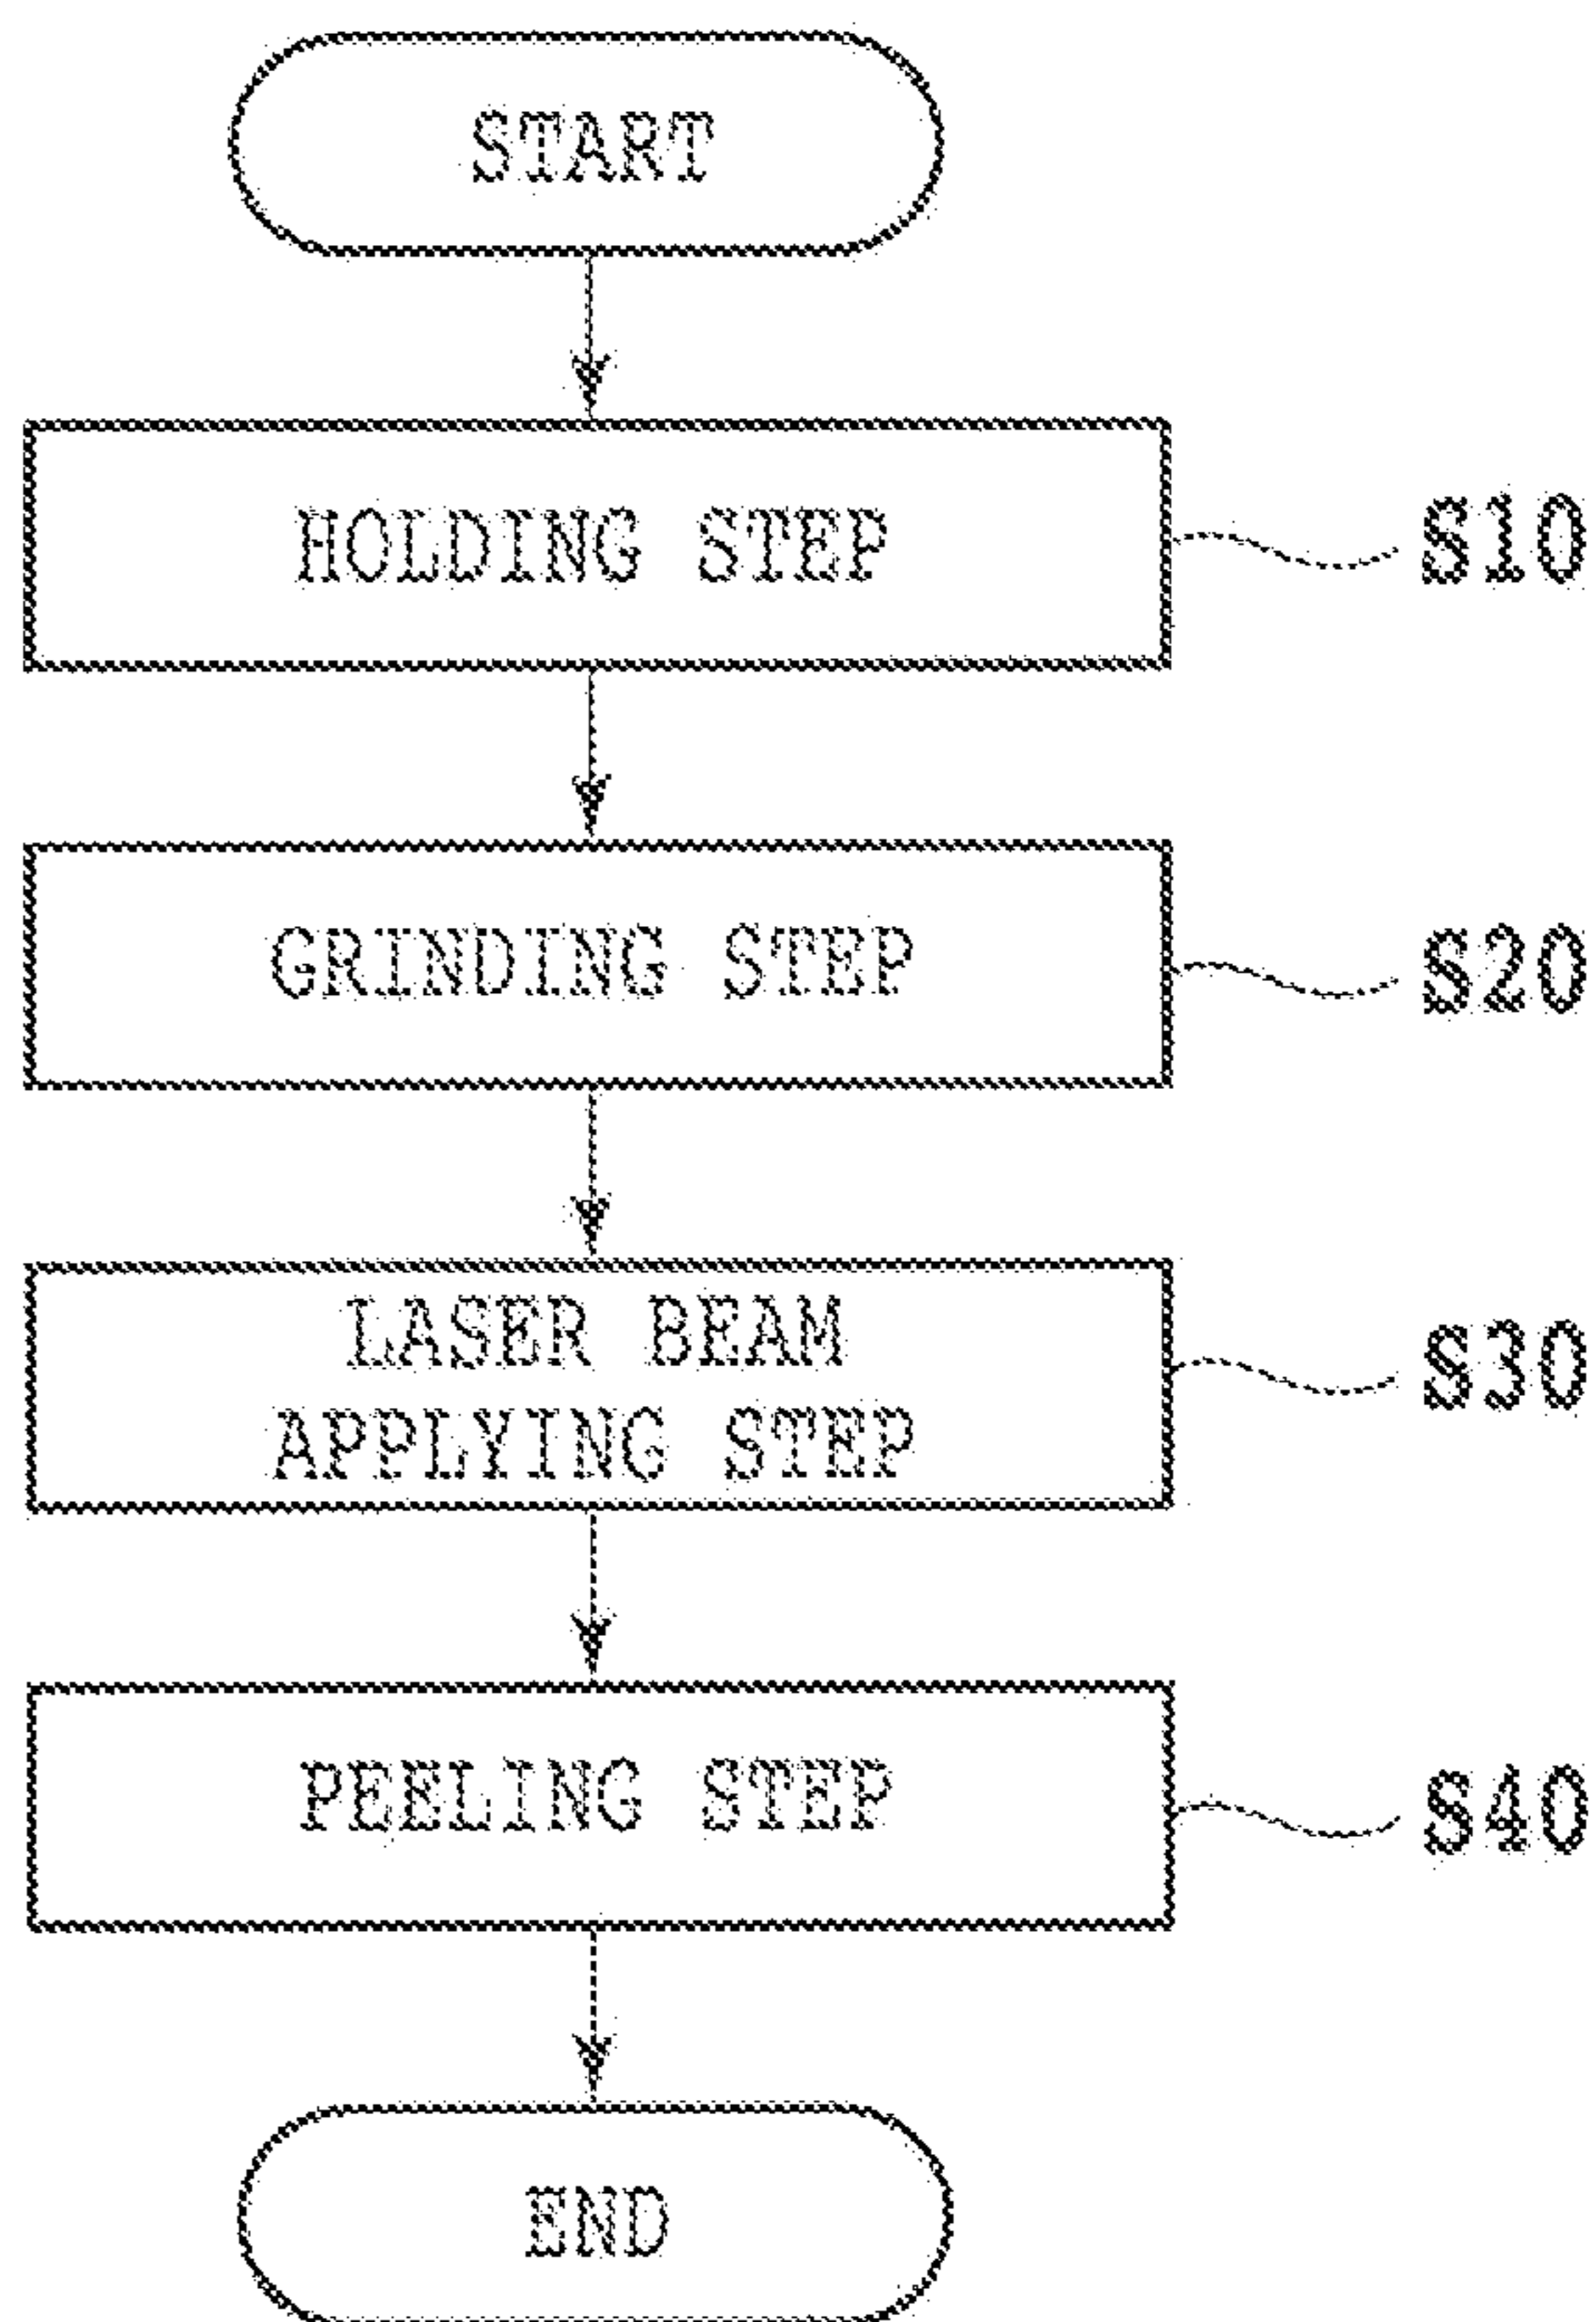 START
HOLDING STEP
S10
GRINDING STEP
S20
LASER BEAM
APPLYING STEP
S30
PEELING STEP
S40
END